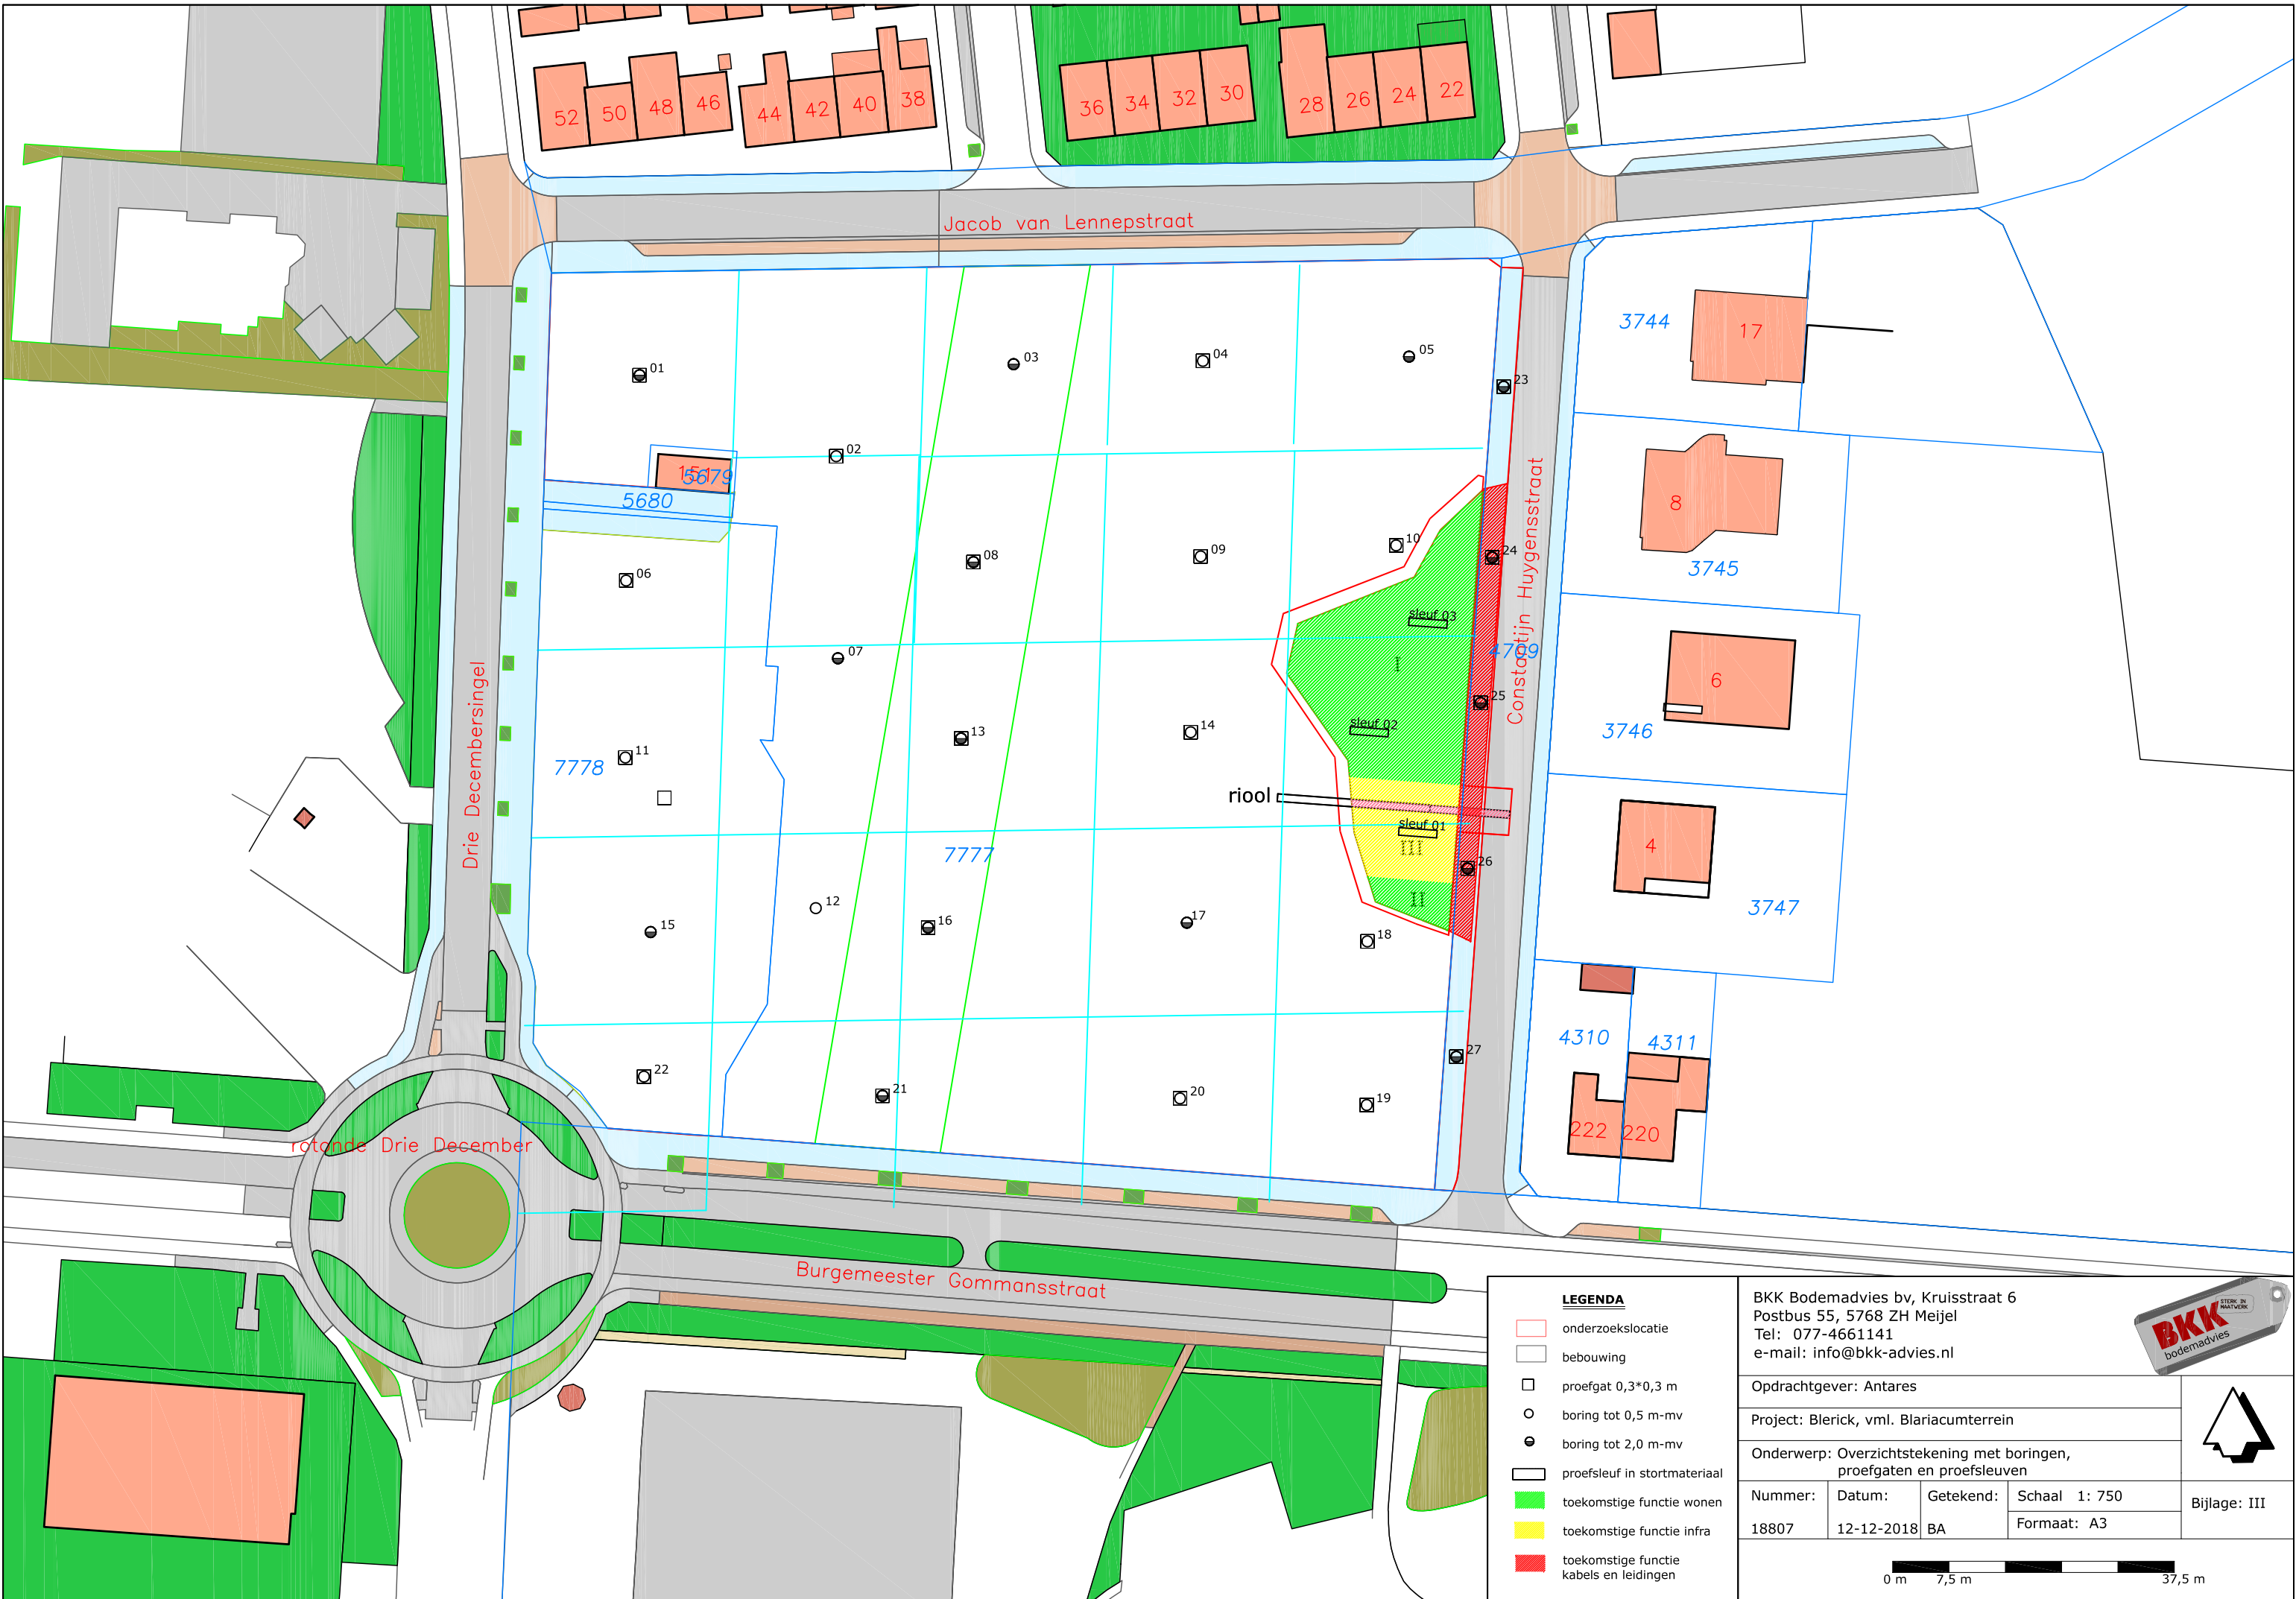 52 50 48 46 44 42 40 38
36 34 32 30 28 26 24 22
Jacob van Lennepstraat
3744
17
01
03
04
05
23
02
151
5679
5680
8
3745
Constantijn Huygensstraat
06
08
09
10
24
sleuf 03
4709
I
07
25
6
3746
Drie Decembersingel
7778
11
13
14
sleuf 02
riool
sleuf 01
III
26
4
3747
7777
12
15
16
17
II
18
4310
4311
27
22
21
20
19
222 220
rotonde Drie December
Burgemeester Gommansstraat
LEGENDA
onderzoekslocatie
bebouwing
proefgat 0,3*0,3 m
boring tot 0,5 m-mv
boring tot 2,0 m-mv
proefsleuf in stortmateriaal
toekomstige functie wonen
toekomstige functie infra
toekomstige functie
kabels en leidingen
BKK Bodemadvies bv, Kruisstraat 6
Postbus 55, 5768 ZH Meijel
Tel: 077-4661141
e-mail: info@bkk-advies.nl
BKK
STERK IN
MAATWERK
bodemadvies
Opdrachtgever: Antares
Project: Blerick, vml. Blariacumterrein
Onderwerp: Overzichtstekening met boringen,
proefgaten en proefsleuven
Nummer:
18807
Datum:
12-12-2018
Getekend:
BA
Schaal 1: 750
Formaat: A3
Bijlage: III
0 m 7,5 m 37,5 m